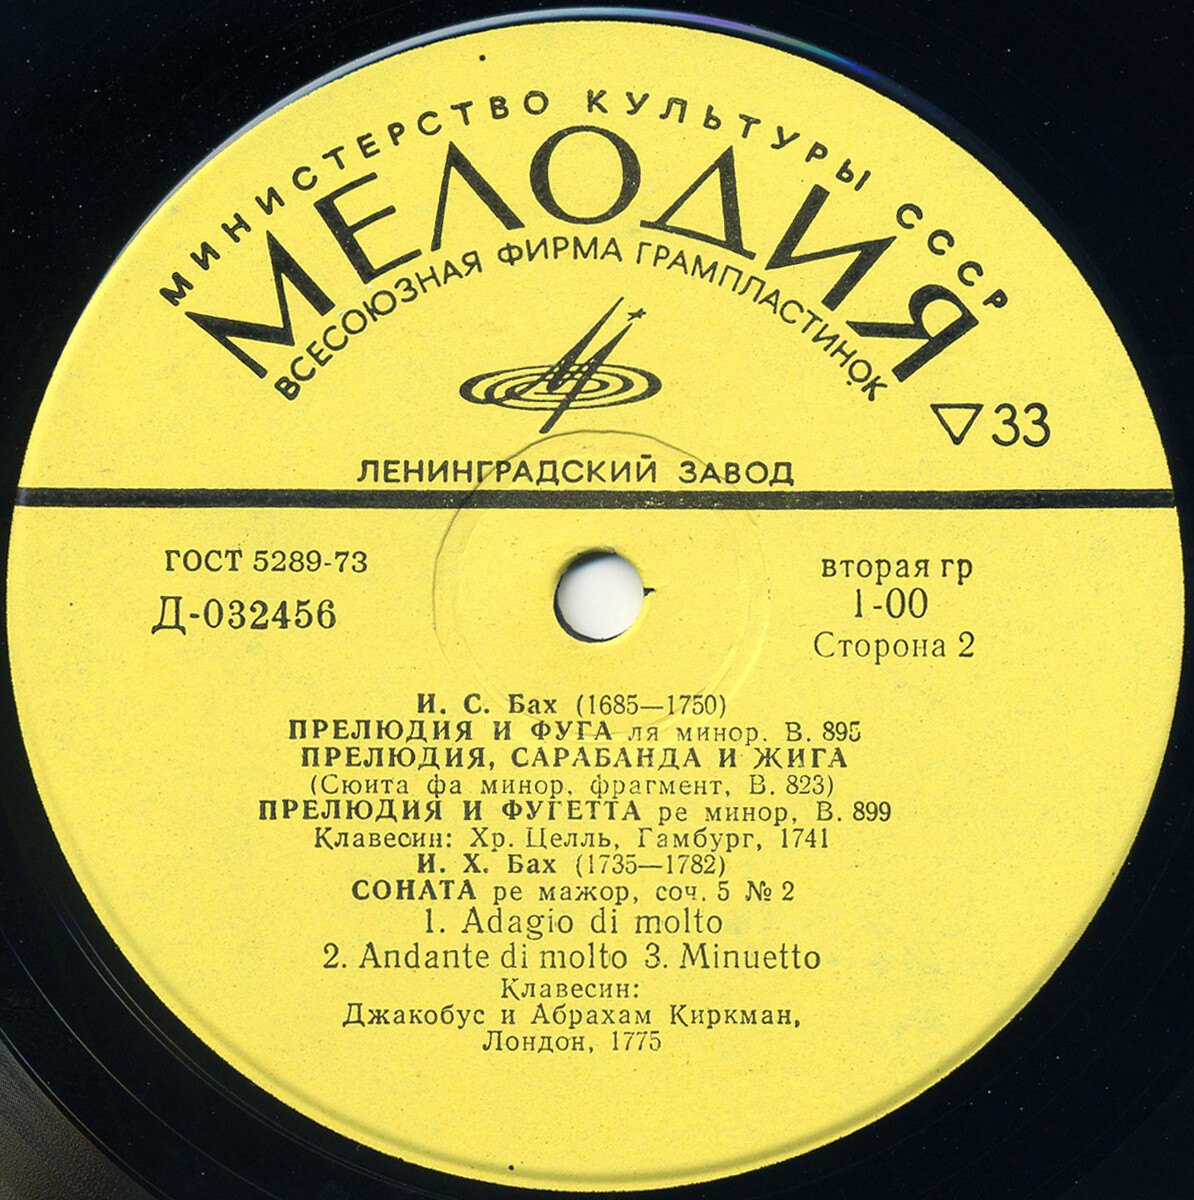 МИНИСТЕРСТВО КУЛЬТУРЫ СССР
МЕЛОДИЯ
ВСЕСОЮЗНАЯ ФИРМА ГРАМПЛАСТИНОК
33
ЛЕНИНГРАДСКИЙ ЗАВОД
ГОСТ 5289-73
Д-032456
вторая гр
1-00
Сторона 2
И. С. Бах (1685—1750)
ПРЕЛЮДИЯ И ФУГА ля минор, В. 895
ПРЕЛЮДИЯ, САРАБАНДА И ЖИГА
(Сюита фа минор, фрагмент, В. 823)
ПРЕЛЮДИЯ И ФУГЕТТА ре минор, В. 899
Клавесин: Хр. Целль, Гамбург, 1741
И. Х. Бах (1735—1782)
СОНАТА ре мажор, соч. 5 № 2
1. Adagio di molto
2. Andante di molto 3. Minuetto
Клавесин:
Джакобус и Абрахам Киркман,
Лондон, 1775